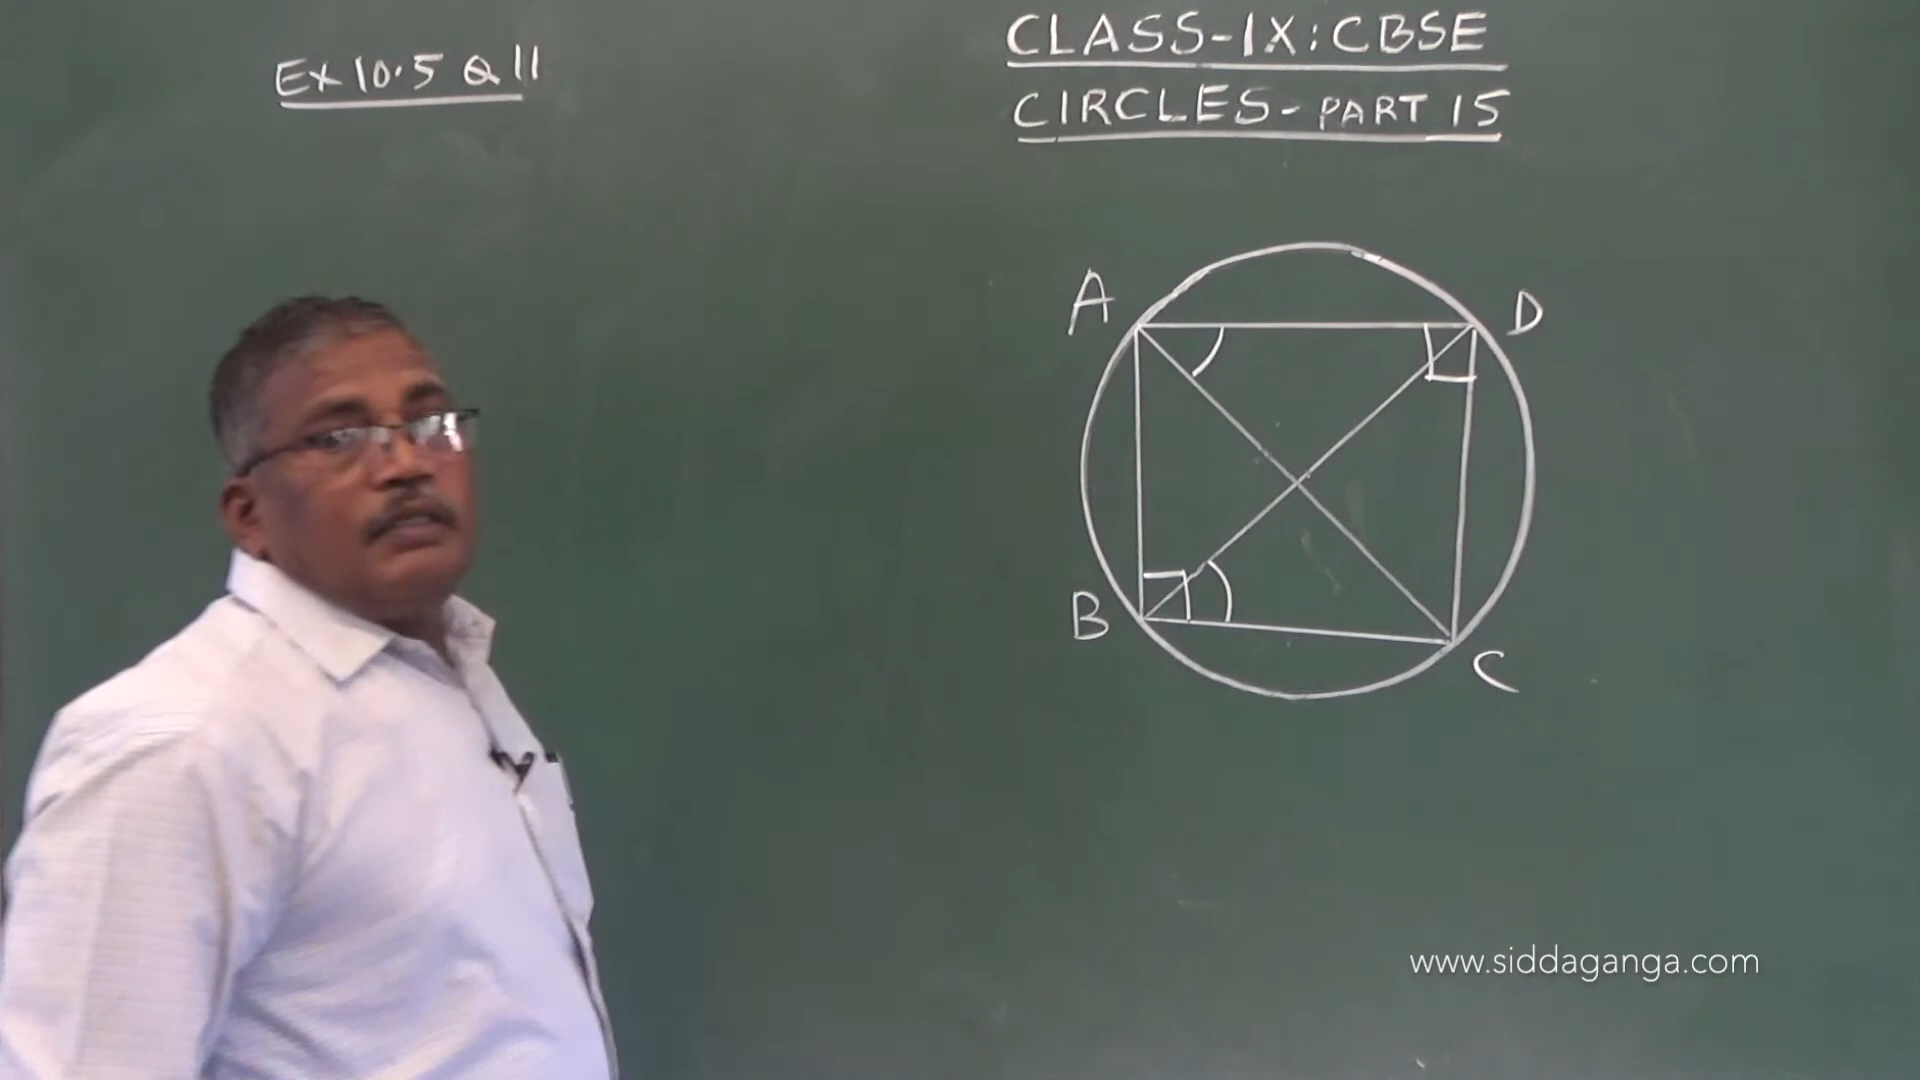 Ex 10.5 Q 11
CLASS-IX: CBSE
CIRCLES - PART 15
A
D
B
C
www.siddaganga.com